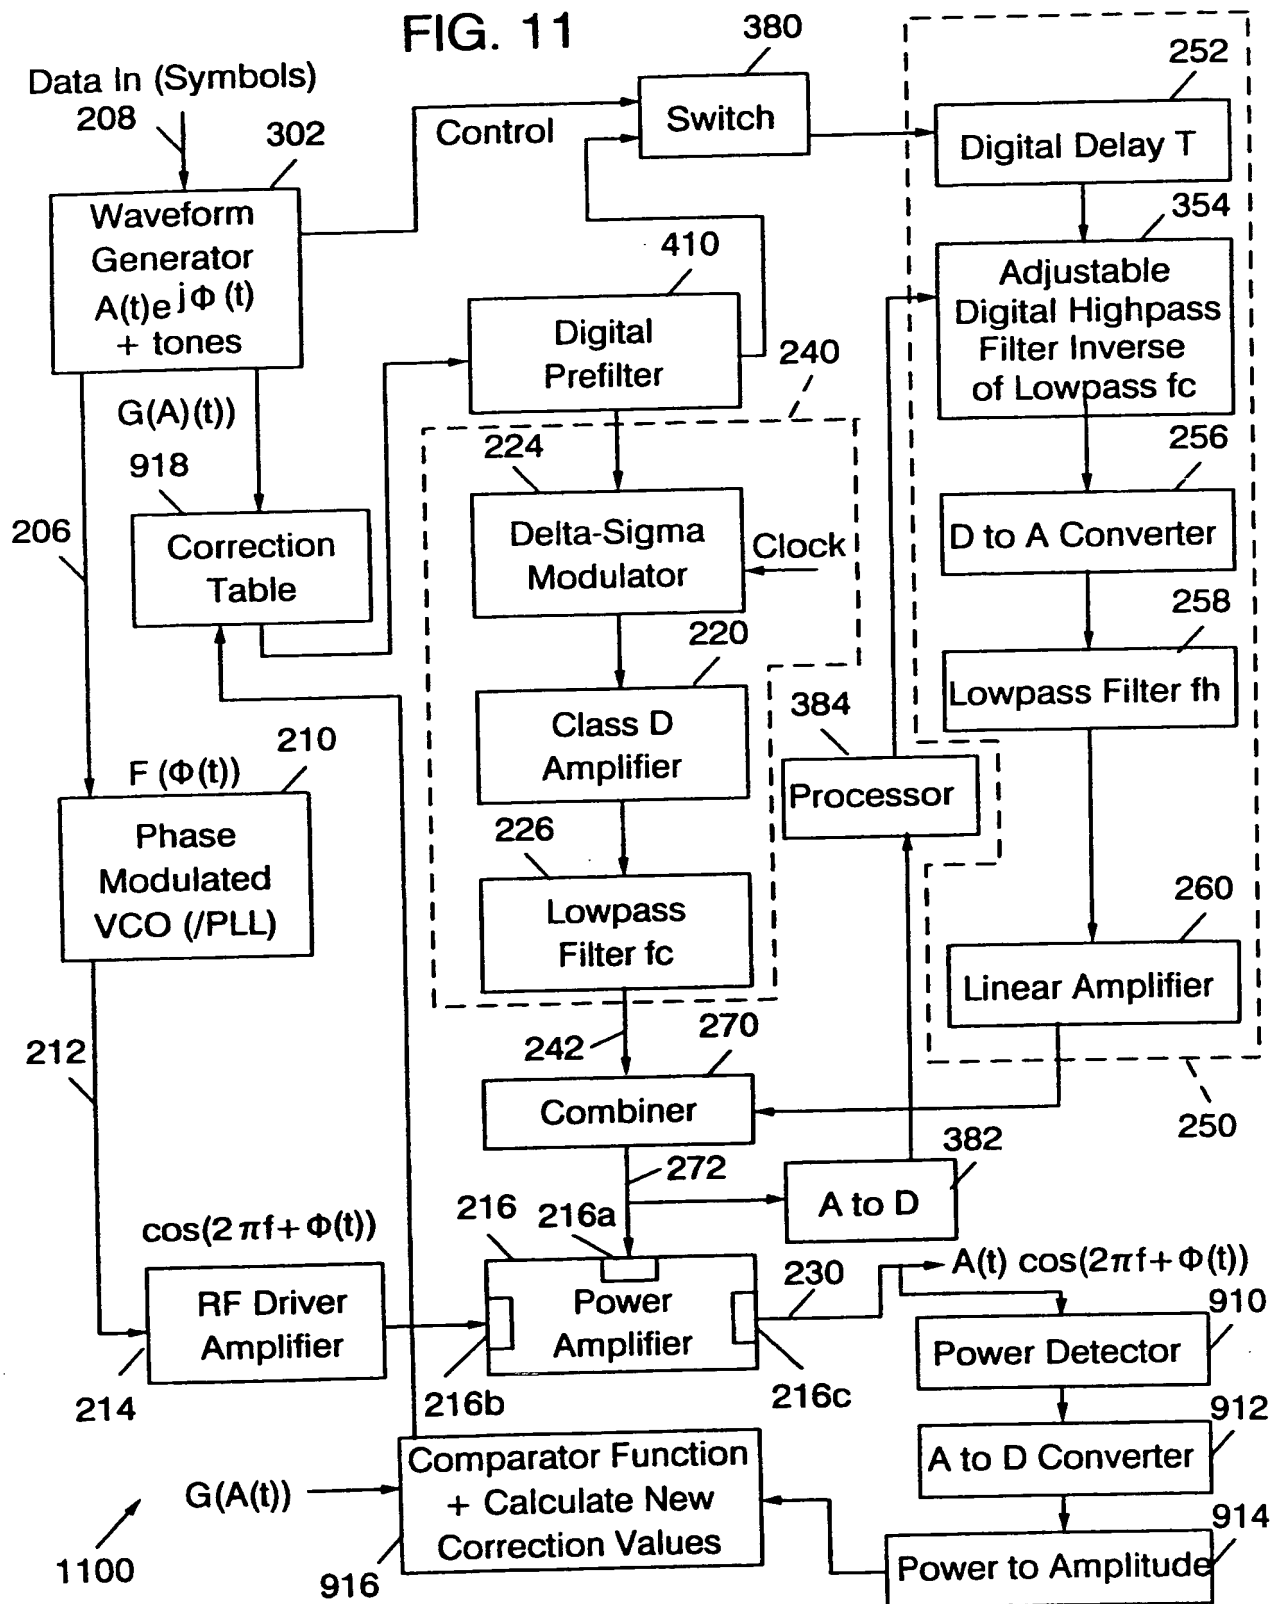 FIG. 11
380
252
Data In (Symbols)
208
302
Control
Switch
Digital Delay T
Waveform
Generator
A(t)e jΦ(t)
+ tones
410
354
Adjustable
Digital Highpass
Filter Inverse
of Lowpass fc
Digital
Prefilter
240
G(A)(t))
918
224
256
206
Correction
Table
Delta-Sigma
Modulator
Clock
D to A Converter
220
258
384
Lowpass Filter fh
F (Φ(t))
210
Class D
Amplifier
Processor
Phase
Modulated
VCO (/PLL)
226
Lowpass
Filter fc
260
Linear Amplifier
212
242
270
Combiner
250
272
382
A to D
cos(2πf+Φ(t))
216
216a
230
A(t) cos(2πf+Φ(t))
RF Driver
Amplifier
Power
Amplifier
910
Power Detector
214
216b
216c
912
A to D Converter
G(A(t))
Comparator Function
+ Calculate New
Correction Values
914
Power to Amplitude
1100
916